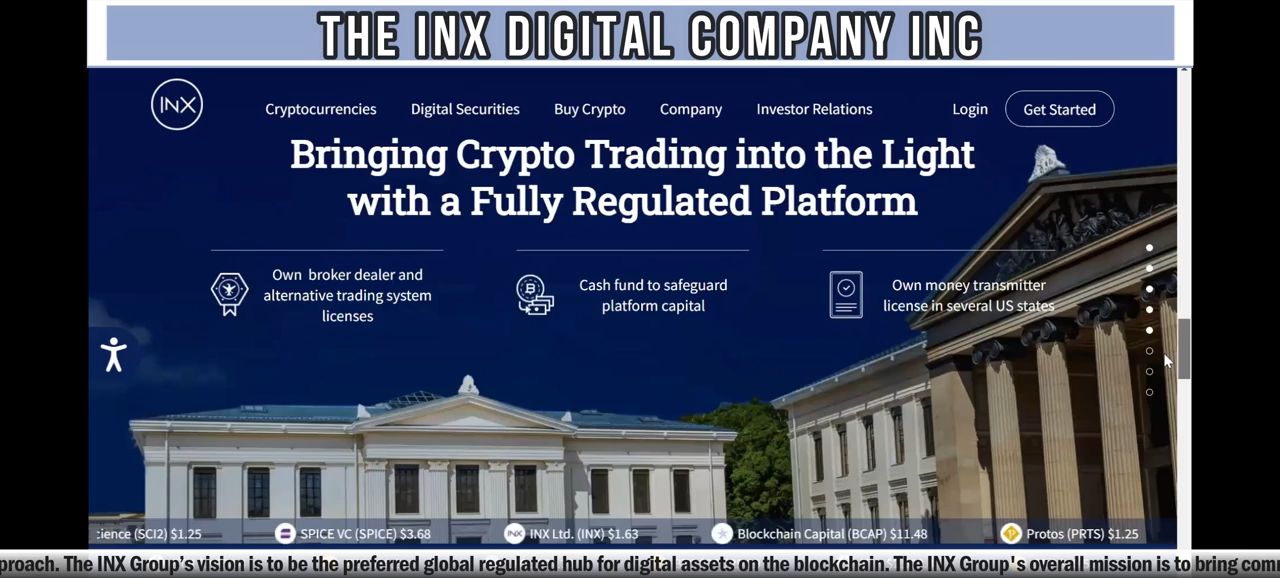 THE INX DIGITAL COMPANY INC
INX
Cryptocurrencies Digital Securities Buy Crypto Company Investor Relations Login Get Started
Bringing Crypto Trading into the Light
with a Fully Regulated Platform
Own broker dealer and
alternative trading system
licenses
Cash fund to safeguard
platform capital
Own money transmitter
license in several US states
(SCI2) $1.25 SPICE VC (SPICE) $3.68 INX INX Ltd. (INX) $1.63 Blockchain Capital (BCAP) $11.48 Protos (PRTS) $1.25
The INX Group's vision is to be the preferred global regulated hub for digital assets on the blockchain. The INX Group's overall mission is to bring